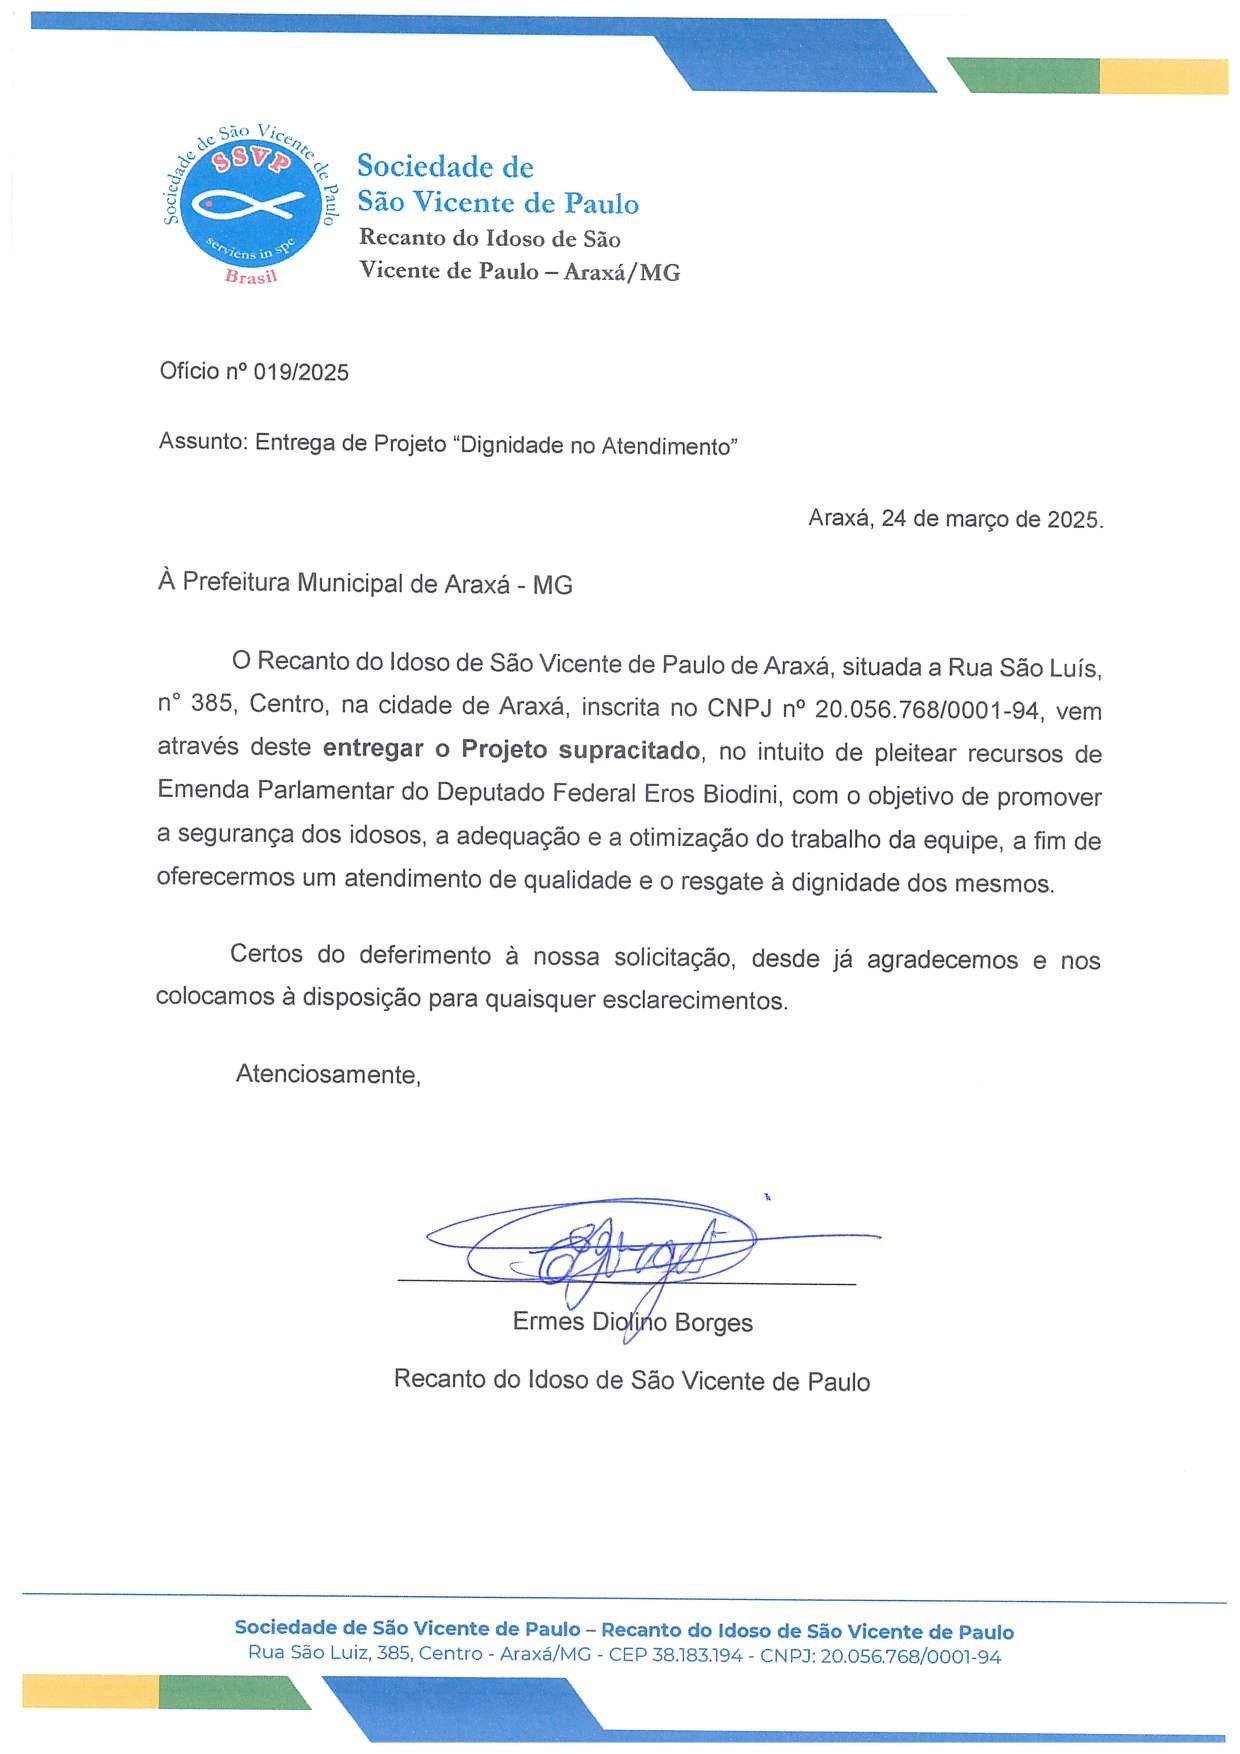 Sociedade de São Vicente de Paulo
SSVP
serviens in spe
Brasil
Sociedade de
São Vicente de Paulo
Recanto do Idoso de São
Vicente de Paulo – Araxá/MG
Ofício nº 019/2025
Assunto: Entrega de Projeto “Dignidade no Atendimento”
Araxá, 24 de março de 2025.
À Prefeitura Municipal de Araxá - MG
O Recanto do Idoso de São Vicente de Paulo de Araxá, situada a Rua São Luís,
n° 385, Centro, na cidade de Araxá, inscrita no CNPJ nº 20.056.768/0001-94, vem
através deste entregar o Projeto supracitado, no intuito de pleitear recursos de
Emenda Parlamentar do Deputado Federal Eros Biodini, com o objetivo de promover
a segurança dos idosos, a adequação e a otimização do trabalho da equipe, a fim de
oferecermos um atendimento de qualidade e o resgate à dignidade dos mesmos.
Certos do deferimento à nossa solicitação, desde já agradecemos e nos
colocamos à disposição para quaisquer esclarecimentos.
Atenciosamente,
Ermes Diolino Borges
Recanto do Idoso de São Vicente de Paulo
Sociedade de São Vicente de Paulo – Recanto do Idoso de São Vicente de Paulo
Rua São Luiz, 385, Centro - Araxá/MG - CEP 38.183.194 - CNPJ: 20.056.768/0001-94